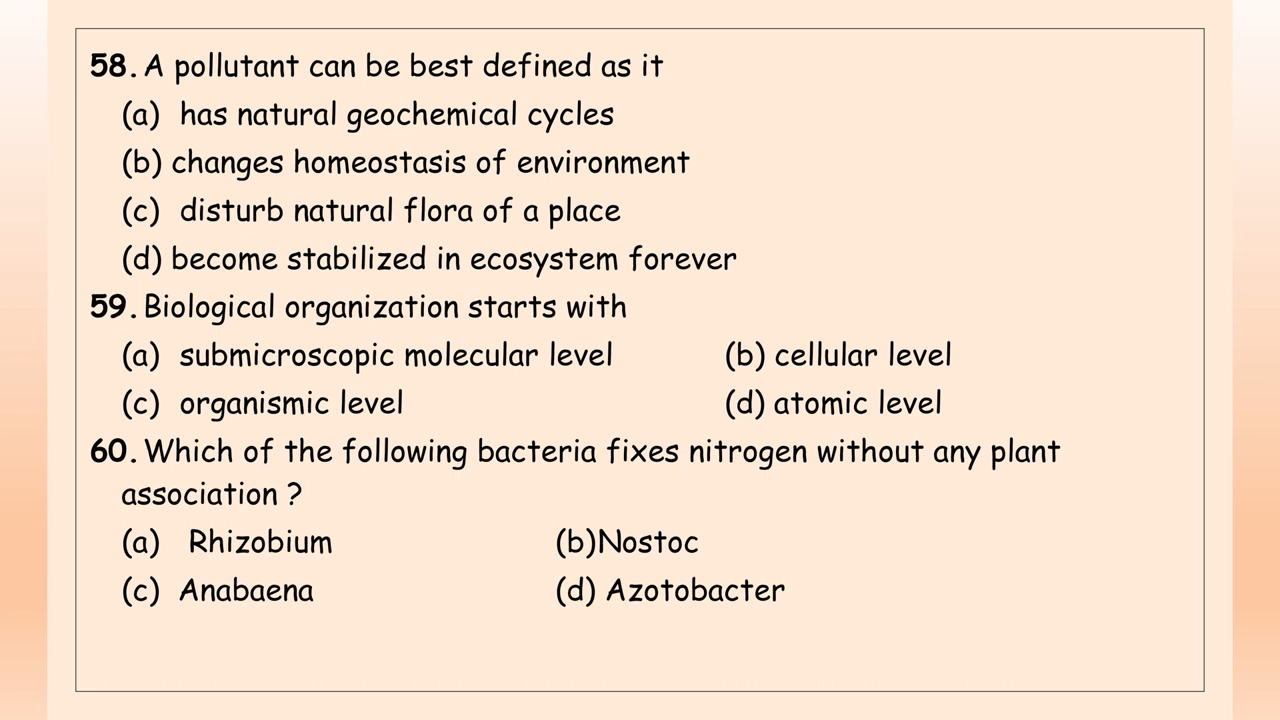 58. A pollutant can be best defined as it
(a) has natural geochemical cycles
(b) changes homeostasis of environment
(c) disturb natural flora of a place
(d) become stabilized in ecosystem forever
59. Biological organization starts with
(a) submicroscopic molecular level (b) cellular level
(c) organismic level (d) atomic level
60. Which of the following bacteria fixes nitrogen without any plant
association ?
(a) Rhizobium (b)Nostoc
(c) Anabaena (d) Azotobacter